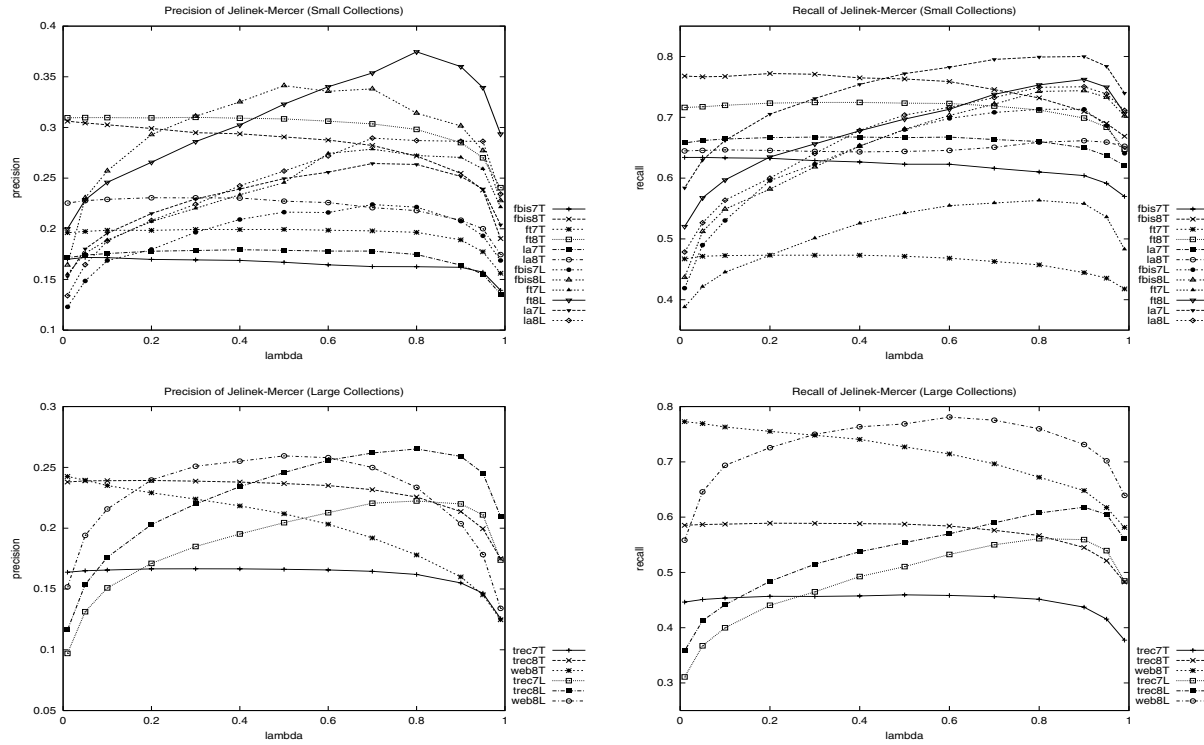 Precision of Jelinek-Mercer (Small Collections)
0.4
0.35
0.3
0.25
0.2
0.15
0.1
precision
0 0.2 0.4 0.6 0.8 1
lambda
fbis7T
fbis8T
ft7T
ft8T
la7T
la8T
fbis7L
fbis8L
ft7L
ft8L
la7L
la8L
Recall of Jelinek-Mercer (Small Collections)
0.8
0.7
0.6
0.5
0.4
recall
0 0.2 0.4 0.6 0.8 1
lambda
fbis7T
fbis8T
ft7T
ft8T
la7T
la8T
fbis7L
fbis8L
ft7L
ft8L
la7L
la8L
Precision of Jelinek-Mercer (Large Collections)
0.3
0.25
0.2
0.15
0.1
0.05
precision
0 0.2 0.4 0.6 0.8 1
lambda
trec7T
trec8T
web8T
trec7L
trec8L
web8L
Recall of Jelinek-Mercer (Large Collections)
0.8
0.7
0.6
0.5
0.4
0.3
recall
0 0.2 0.4 0.6 0.8 1
lambda
trec7T
trec8T
web8T
trec7L
trec8L
web8L